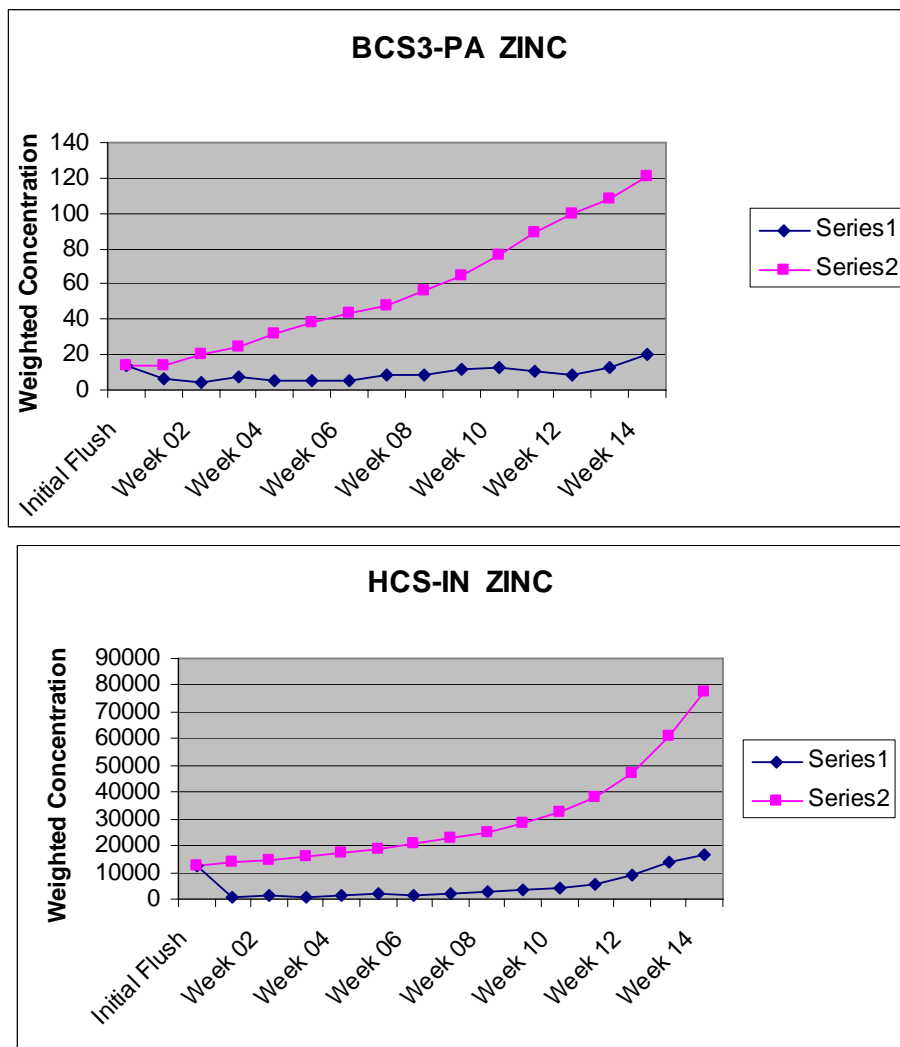 BCS3-PA ZINC
Weighted Concentration
140
120
100
80
60
40
20
0
Initial Flush
Week 02
Week 04
Week 06
Week 08
Week 10
Week 12
Week 14
Series1
Series2
HCS-IN ZINC
Weighted Concentration
90000
80000
70000
60000
50000
40000
30000
20000
10000
0
Initial Flush
Week 02
Week 04
Week 06
Week 08
Week 10
Week 12
Week 14
Series1
Series2